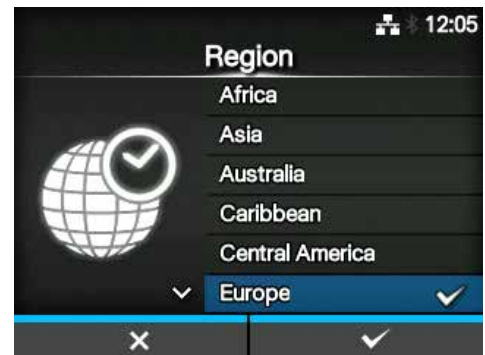 12:05
Region
Africa
Asia
Australia
Caribbean
Central America
Europe